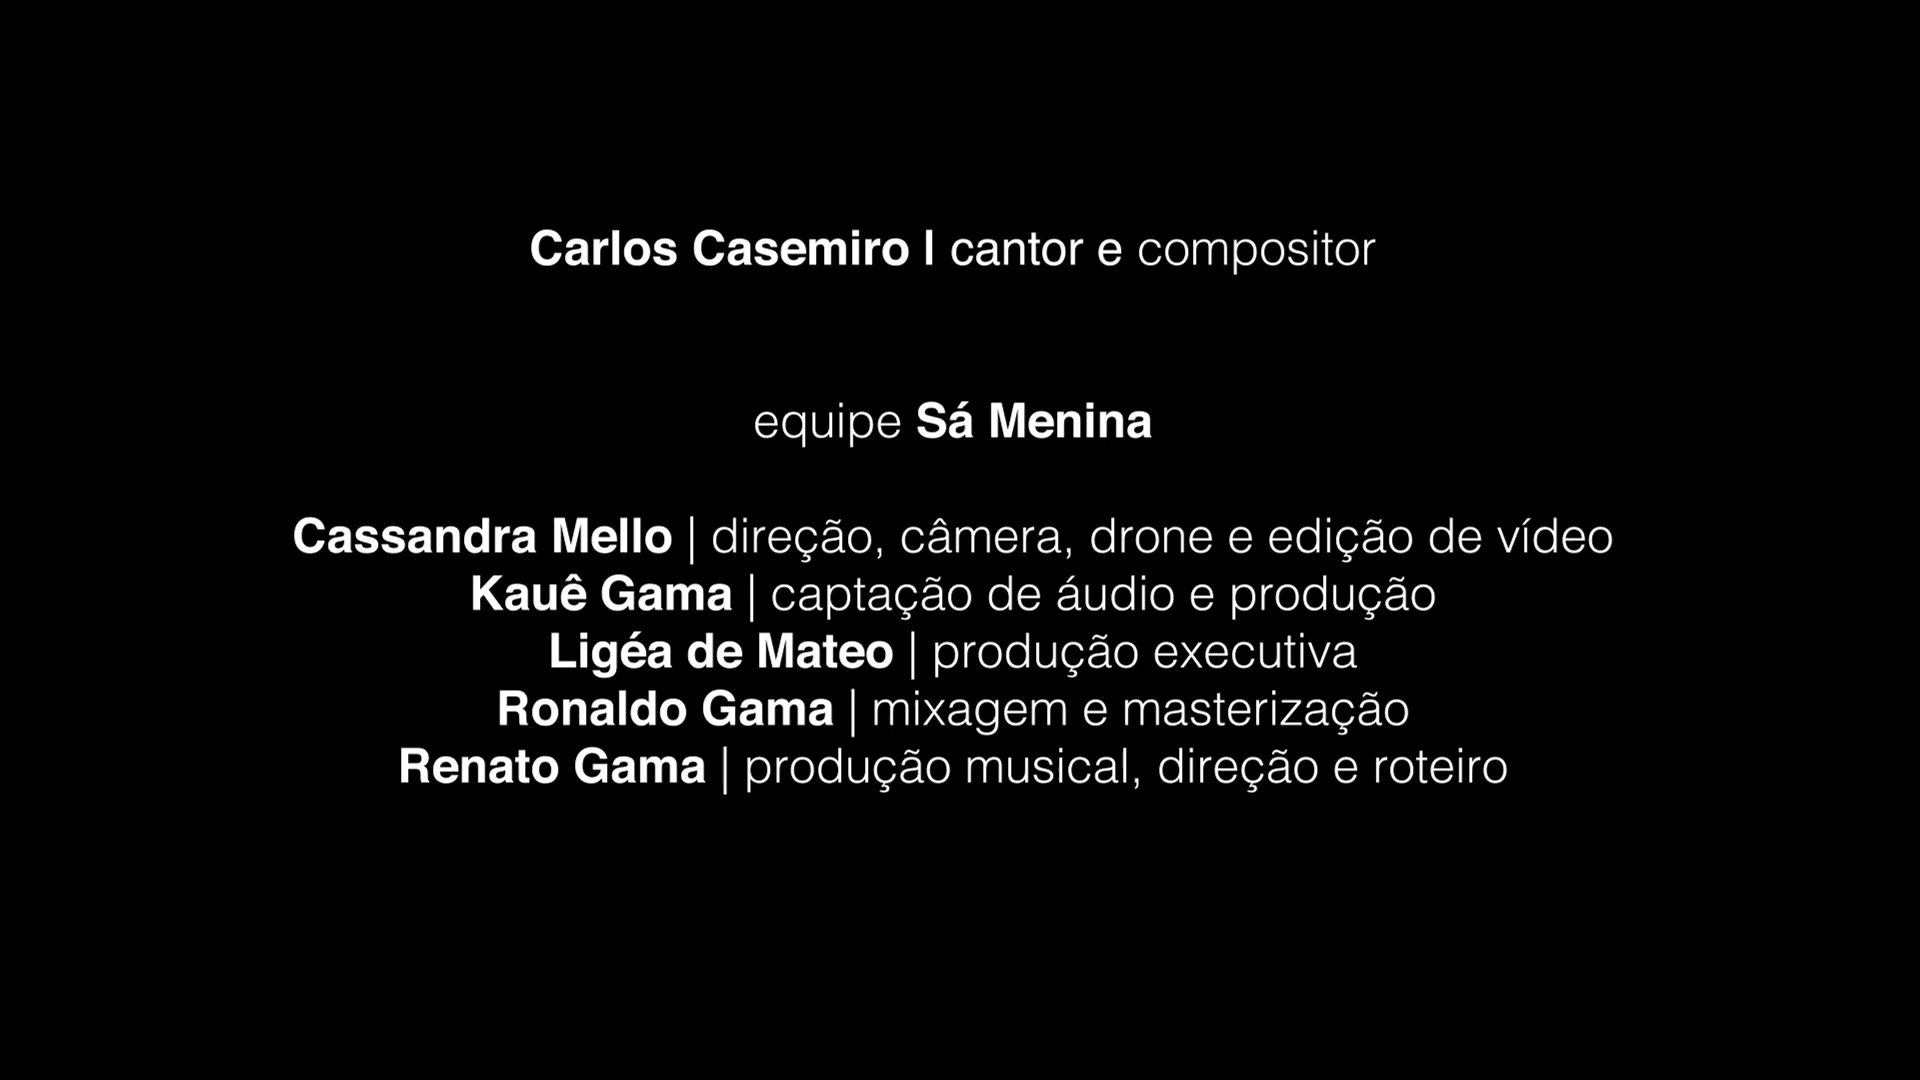 Carlos Casemiro | cantor e compositor
equipe Sá Menina
Cassandra Mello | direção, câmera, drone e edição de vídeo
Kauê Gama | captação de áudio e produção
Ligéa de Mateo | produção executiva
Ronaldo Gama | mixagem e masterização
Renato Gama | produção musical, direção e roteiro